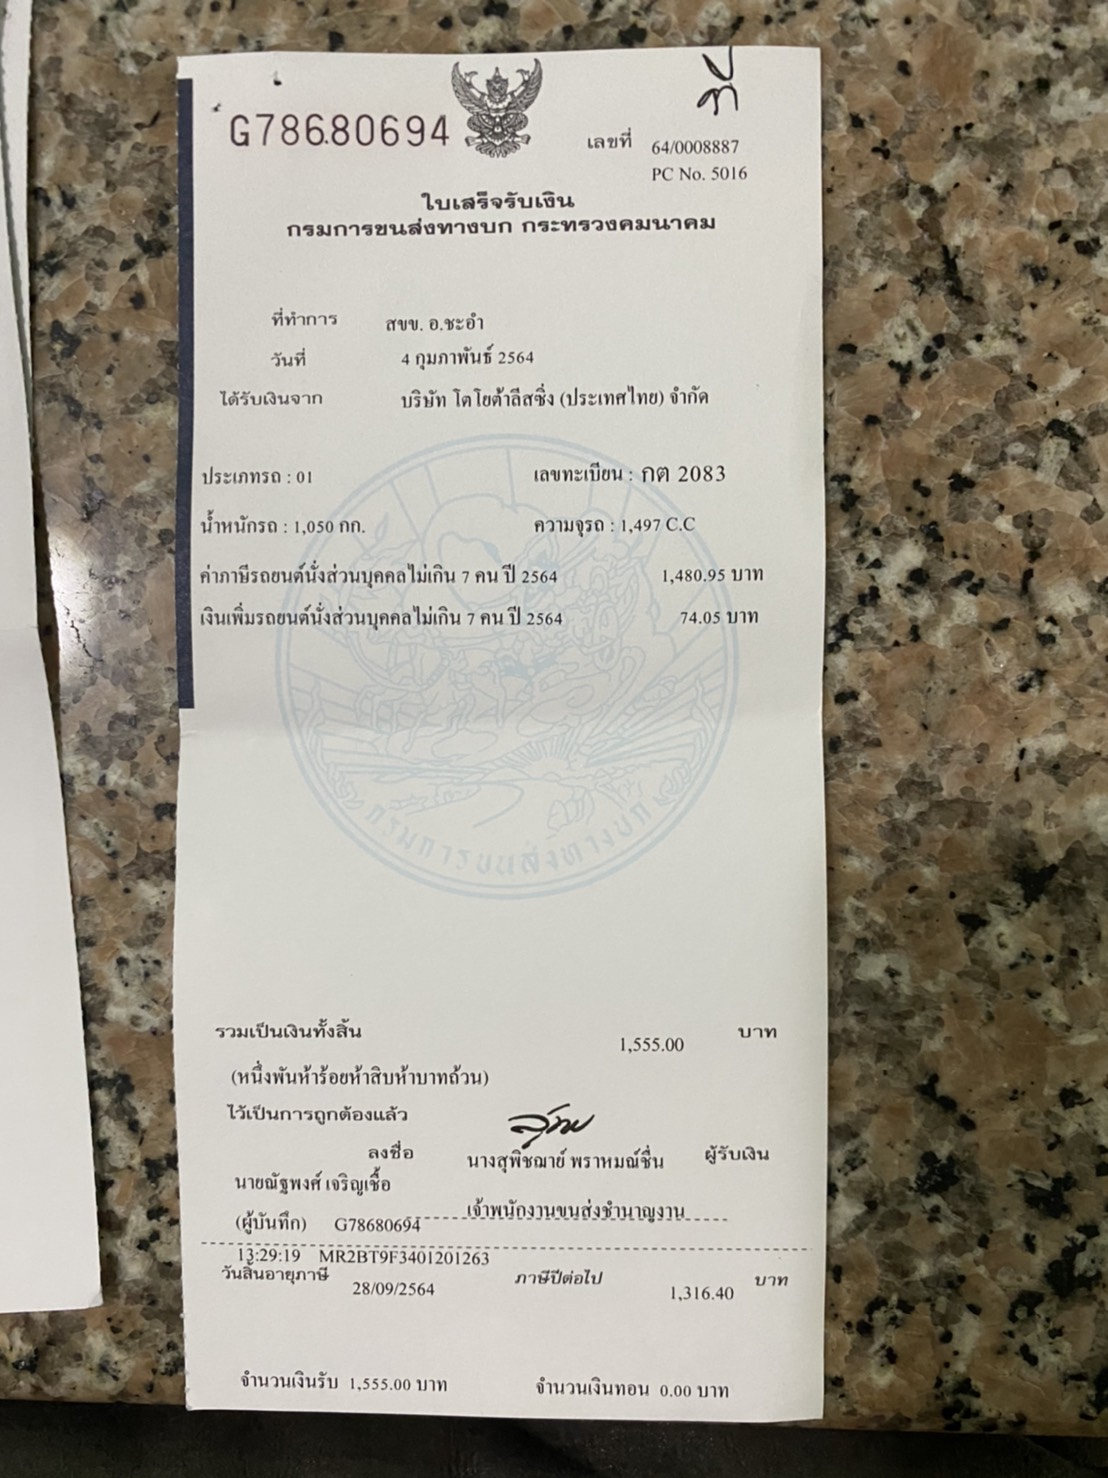 ที่
G78680694
เลขที่ 64/0008887
PC No. 5016
ใบเสร็จรับเงิน
กรมการขนส่งทางบก กระทรวงคมนาคม
ที่ทำการ สขข. อ.ชะอำ
วันที่ 4 กุมภาพันธ์ 2564
ได้รับเงินจาก บริษัท โตโยต้าลีสซิ่ง (ประเทศไทย) จำกัด
ประเภทรถ : 01 เลขทะเบียน : กต 2083
น้ำหนักรถ : 1,050 กก. ความจุรถ : 1,497 C.C
ค่าภาษีรถยนต์นั่งส่วนบุคคลไม่เกิน 7 คน ปี 2564 1,480.95 บาท
เงินเพิ่มรถยนต์นั่งส่วนบุคคลไม่เกิน 7 คน ปี 2564 74.05 บาท
กรมการขนส่งทางบก
รวมเป็นเงินทั้งสิ้น 1,555.00 บาท
(หนึ่งพันห้าร้อยห้าสิบห้าบาทถ้วน)
ไว้เป็นการถูกต้องแล้ว
ลงชื่อ นางสุพิชฌาย์ พราหมณ์ชื่น ผู้รับเงิน
นายณัฐพงศ์ เจริญเชื้อ
(ผู้บันทึก) G78680694 เจ้าพนักงานขนส่งชำนาญงาน
13:29:19 MR2BT9F3401201263
วันสิ้นอายุภาษี 28/09/2564 ภาษีปีต่อไป 1,316.40 บาท
จำนวนเงินรับ 1,555.00 บาท จำนวนเงินทอน 0.00 บาท